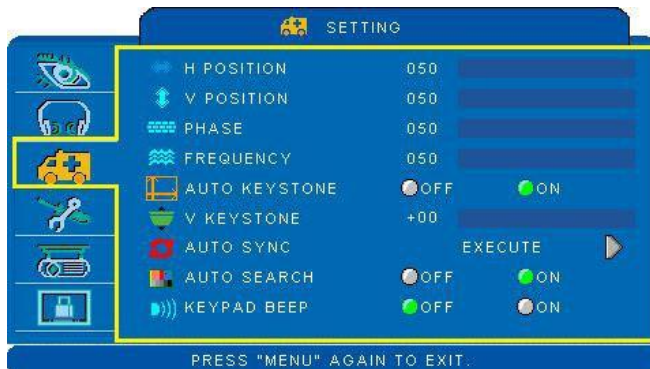 SETTING
H POSITION 050
V POSITION 050
PHASE 050
FREQUENCY 050
AUTO KEYSTONE OFF ON
V KEYSTONE +00
AUTO SYNC EXECUTE
AUTO SEARCH OFF ON
KEYPAD BEEP OFF ON
PRESS "MENU" AGAIN TO EXIT.